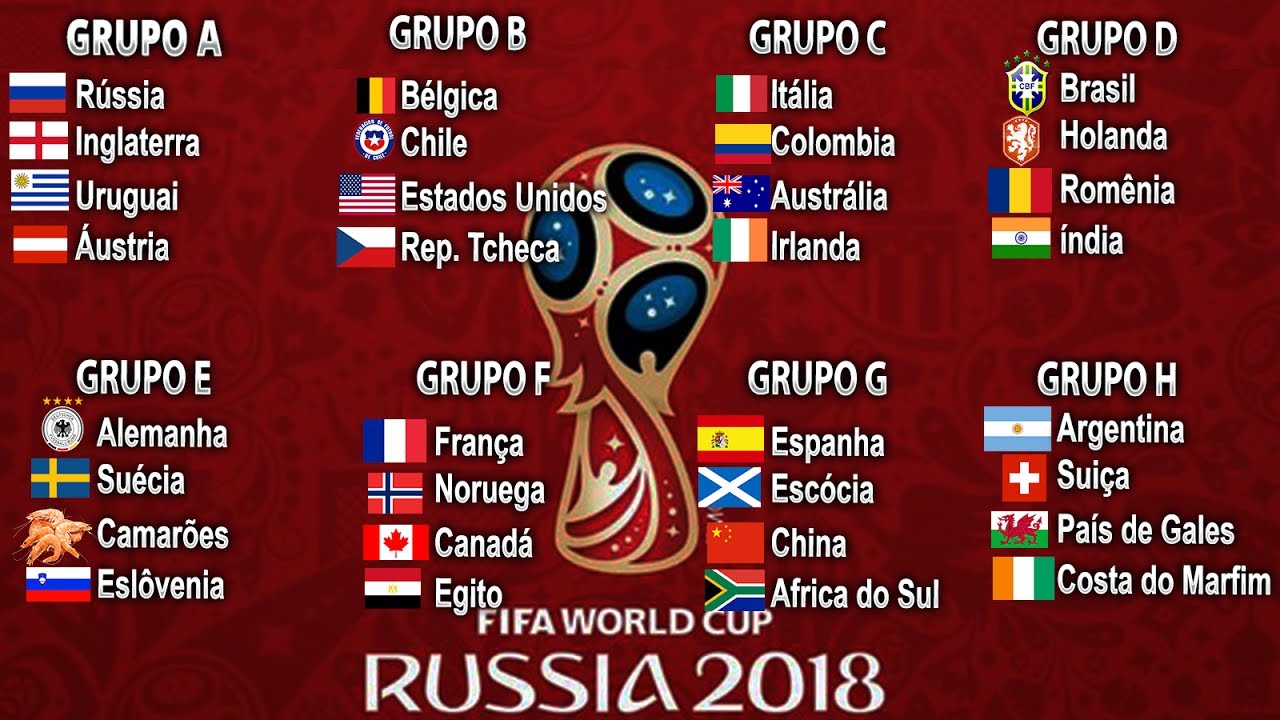 GRUPO A
Rússia
Inglaterra
Uruguai
Áustria
GRUPO B
Bélgica
Chile
Estados Unidos
Rep. Tcheca
GRUPO C
Itália
Colombia
Austrália
Irlanda
GRUPO D
CBF
Brasil
Holanda
Romênia
índia
GRUPO E
Alemanha
Suécia
Camarões
Eslôvenia
GRUPO F
França
Noruega
Canadá
Egito
GRUPO G
Espanha
Escócia
China
Africa do Sul
GRUPO H
Argentina
Suiça
País de Gales
Costa do Marfim
FIFA WORLD CUP
RUSSIA 2018